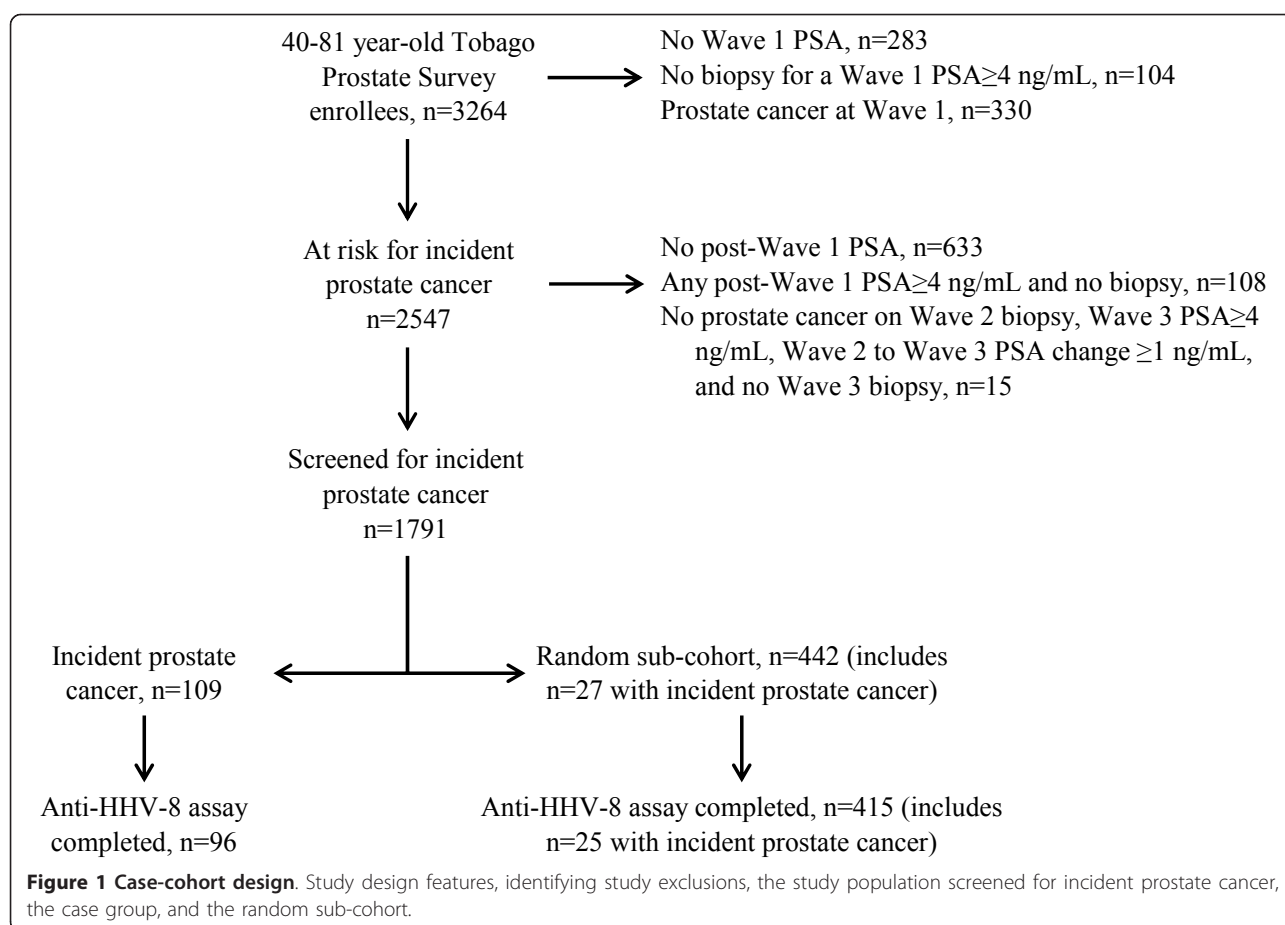 40-81 year-old Tobago
Prostate Survey
enrollees, n=3264
No Wave 1 PSA, n=283
No biopsy for a Wave 1 PSA≥4 ng/mL, n=104
Prostate cancer at Wave 1, n=330
At risk for incident
prostate cancer
n=2547
No post-Wave 1 PSA, n=633
Any post-Wave 1 PSA≥4 ng/mL and no biopsy, n=108
No prostate cancer on Wave 2 biopsy, Wave 3 PSA≥4
ng/mL, Wave 2 to Wave 3 PSA change ≥1 ng/mL,
and no Wave 3 biopsy, n=15
Screened for incident
prostate cancer
n=1791
Incident prostate
cancer, n=109
Random sub-cohort, n=442 (includes
n=27 with incident prostate cancer)
Anti-HHV-8 assay
completed, n=96
Anti-HHV-8 assay completed, n=415 (includes
n=25 with incident prostate cancer)
Figure 1 Case-cohort design. Study design features, identifying study exclusions, the study population screened for incident prostate cancer,
the case group, and the random sub-cohort.